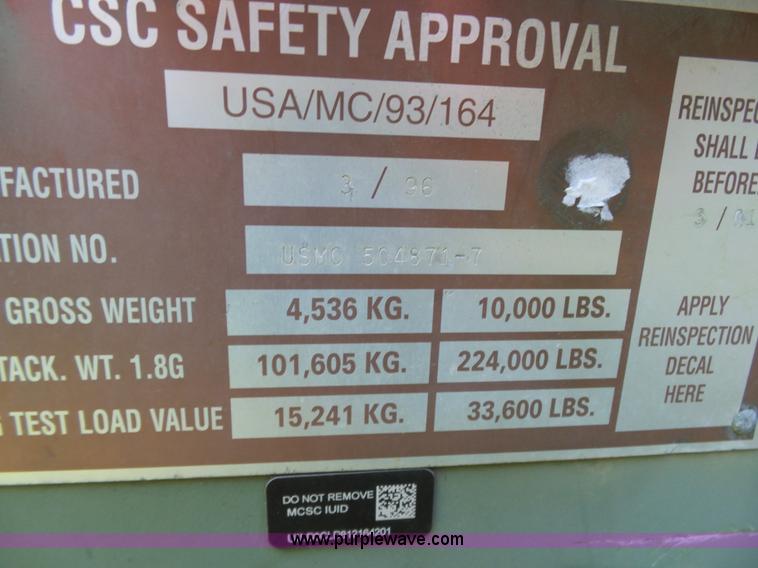 CSC SAFETY APPROVAL
USA/MC/93/164
FACTURED 3 / 96
TION NO. USMC 504871-7
GROSS WEIGHT 4,536 KG. 10,000 LBS.
TACK. WT. 1.8G 101,605 KG. 224,000 LBS.
TEST LOAD VALUE 15,241 KG. 33,600 LBS.
REINSPEC
SHALL
BEFORE
3 / 01
APPLY
REINSPECTION
DECAL
HERE
DO NOT REMOVE
MCSC IUID
www.purplewave.com